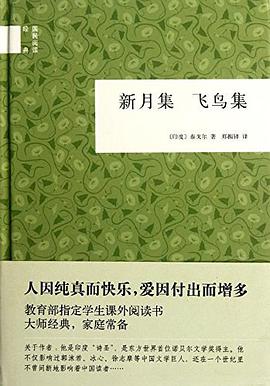 国民阅读
经典
新月集 飞鸟集
〔印度〕泰戈尔 著 郑振铎 译
人因纯真而快乐，爱因付出而增多
教育部指定学生课外阅读书
大师经典，家庭常备
关于作者：他是印度“诗圣”，是东方世界首位诺贝尔文学奖得主。他
不仅影响过郭沫若、冰心、徐志摩等中国文学巨人，还在一个世纪里
不曾间断地影响着中国读者……